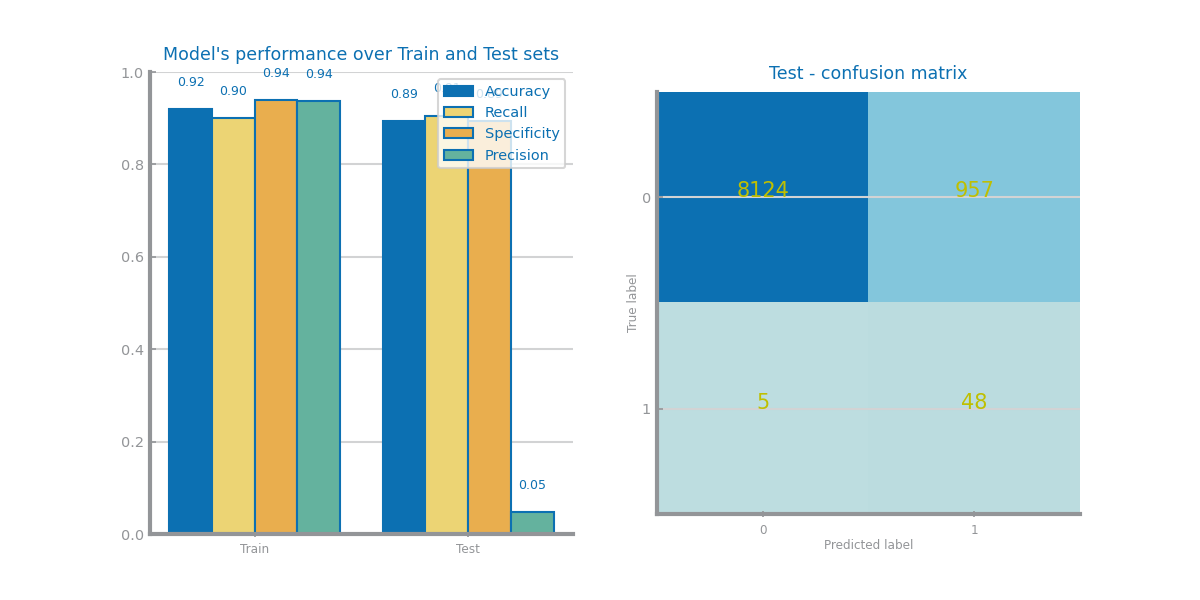 Model's performance over Train and Test sets
1.0
0.8
0.6
0.4
0.2
0.0
0.92
0.90
0.94
0.94
0.89
0.05
Accuracy
Recall
Specificity
Precision
Train
Test
Test - confusion matrix
True label
0
1
8124
957
5
48
0
1
Predicted label